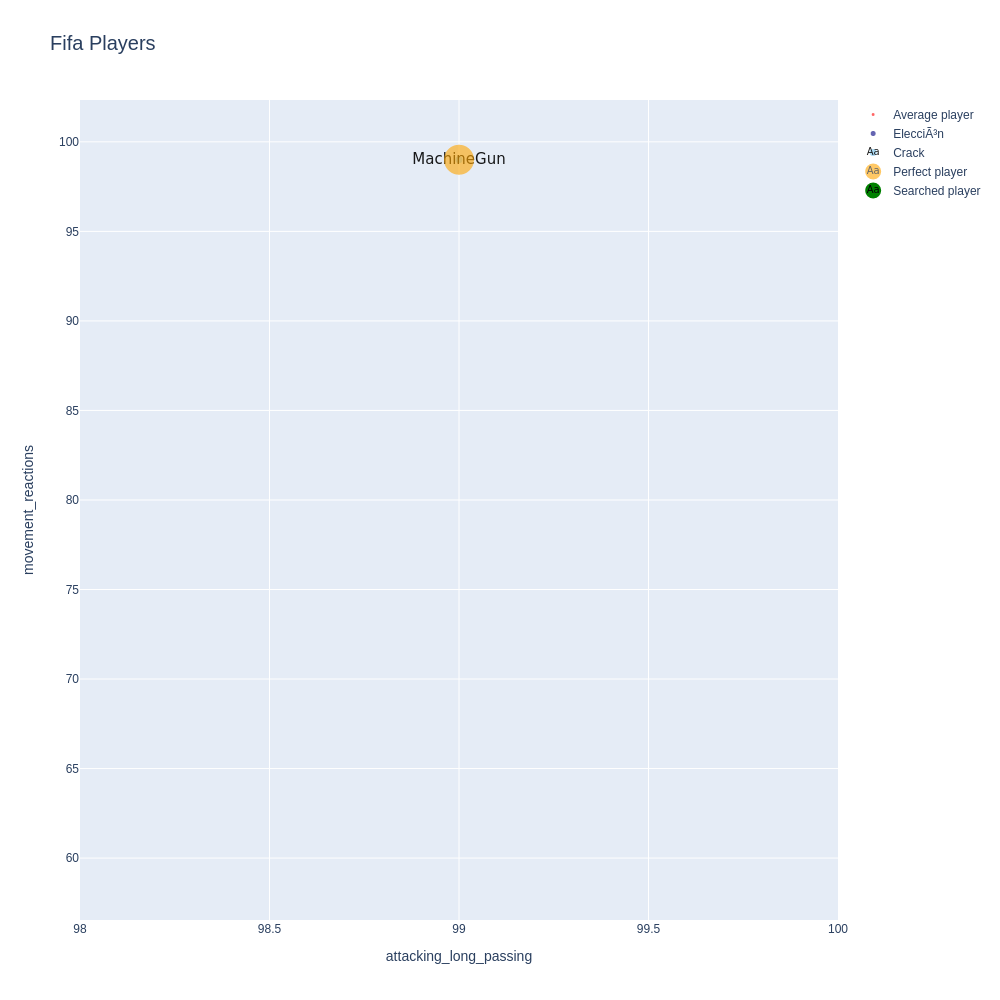 Fifa Players
MachineGun
100
95
90
85
80
75
70
65
60
movement_reactions
98
98.5
99
99.5
100
attacking_long_passing
Average player
ElecciÃ³n
Aa Crack
Aa Perfect player
Aa Searched player